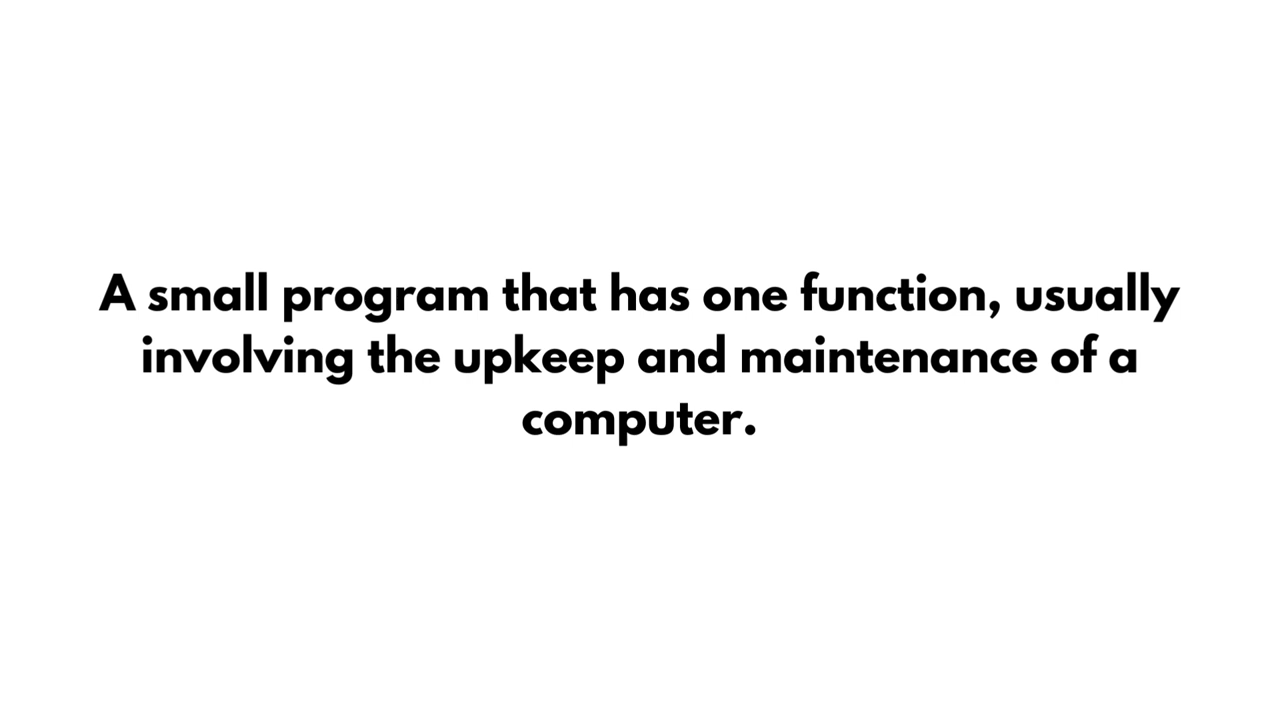 A small program that has one function, usually
involving the upkeep and maintenance of a
computer.